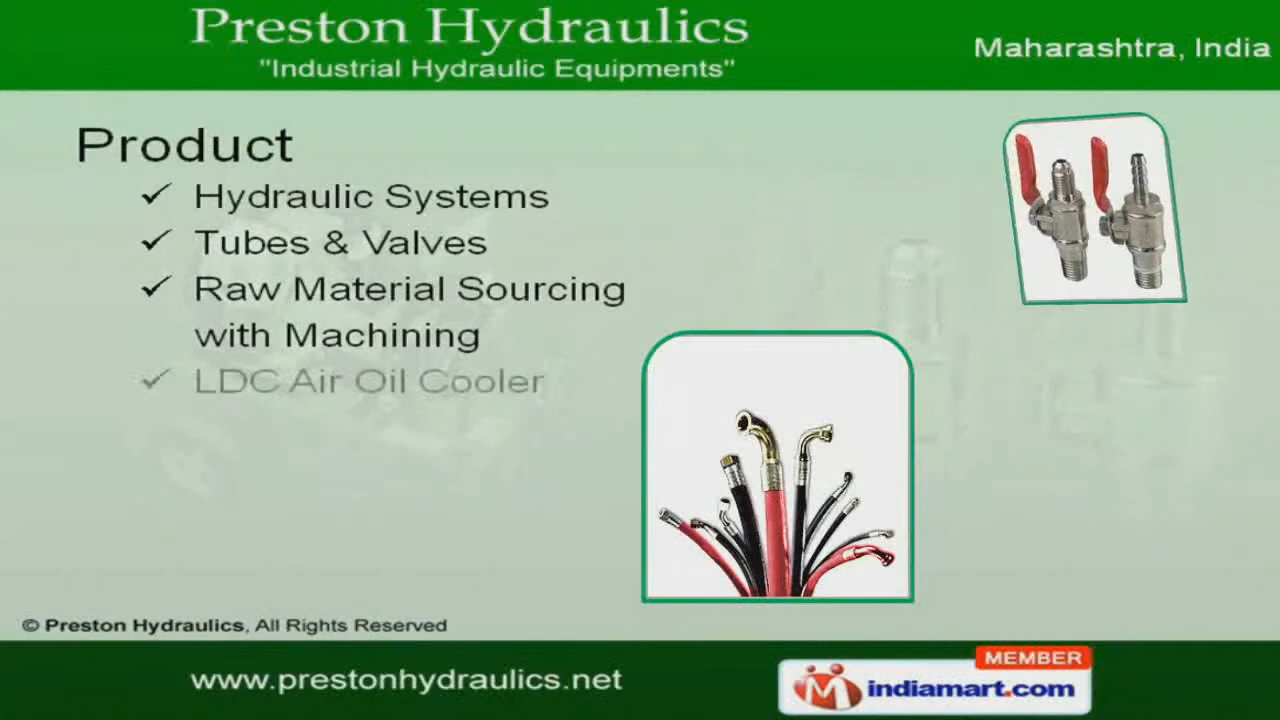 Preston Hydraulics
"Industrial Hydraulic Equipments"
Maharashtra, India
Product
✓ Hydraulic Systems
✓ Tubes & Valves
✓ Raw Material Sourcing
with Machining
✓ LDC Air Oil Cooler
© Preston Hydraulics, All Rights Reserved
www.prestonhydraulics.net
MEMBER
indiamart.com